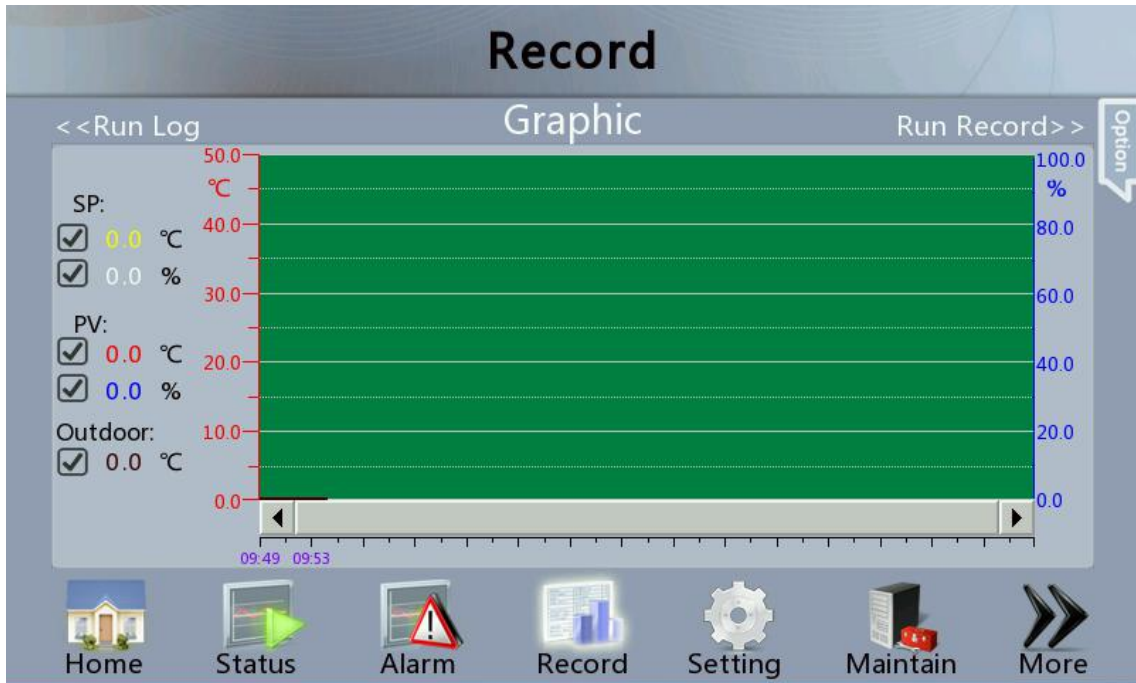 Record
<<Run Log Graphic Run Record>>
Option
SP:
0.0 ℃
0.0 %
PV:
0.0 ℃
0.0 %
Outdoor:
0.0 ℃
50.0
℃
40.0
30.0
20.0
10.0
0.0
100.0
%
80.0
60.0
40.0
20.0
0.0
09:49 09:53
Home Status Alarm Record Setting Maintain More